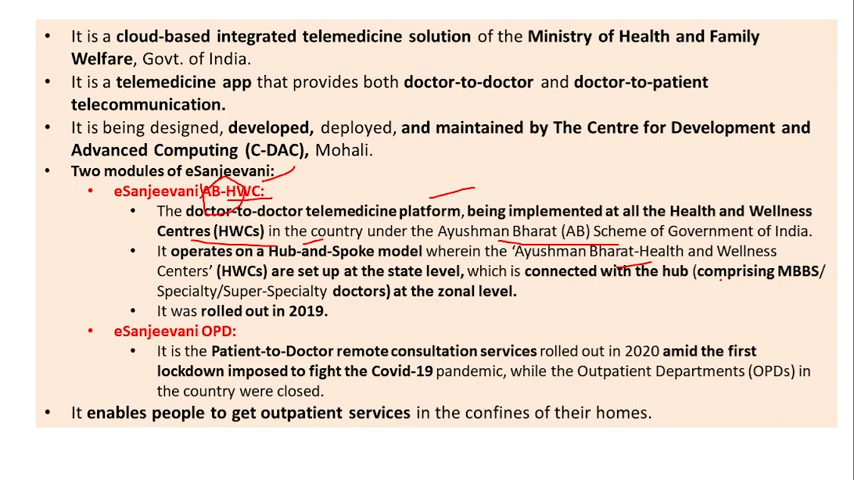 • It is a cloud-based integrated telemedicine solution of the Ministry of Health and Family
Welfare, Govt. of India.
• It is a telemedicine app that provides both doctor-to-doctor and doctor-to-patient
telecommunication.
• It is being designed, developed, deployed, and maintained by The Centre for Development and
Advanced Computing (C-DAC), Mohali.
• Two modules of eSanjeevani:
• eSanjeevani AB-HWC:
• The doctor-to-doctor telemedicine platform, being implemented at all the Health and Wellness
Centres (HWCs) in the country under the Ayushman Bharat (AB) Scheme of Government of India.
• It operates on a Hub-and-Spoke model wherein the ‘Ayushman Bharat-Health and Wellness
Centers’ (HWCs) are set up at the state level, which is connected with the hub (comprising MBBS/
Specialty/Super-Specialty doctors) at the zonal level.
• It was rolled out in 2019.
• eSanjeevani OPD:
• It is the Patient-to-Doctor remote consultation services rolled out in 2020 amid the first
lockdown imposed to fight the Covid-19 pandemic, while the Outpatient Departments (OPDs) in
the country were closed.
• It enables people to get outpatient services in the confines of their homes.